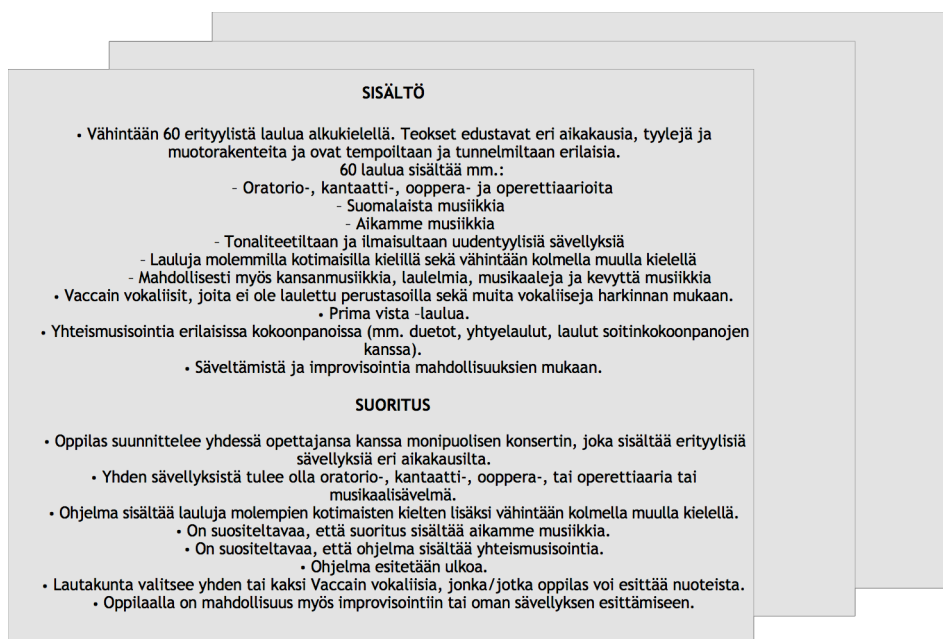 SISÄLTÖ
• Vähintään 60 erityylistä laulua alkukielellä. Teokset edustavat eri aikakausia, tyylejä ja
muotorakenteita ja ovat tempoiltaan ja tunnelmiltaan erilaisia.
60 laulua sisältää mm.:
– Oratorio-, kantaatti-, ooppera- ja operettiaarioita
– Suomalaista musiikkia
– Aikamme musiikkia
– Tonaliteetiltaan ja ilmaisultaan uudentyylisiä sävellyksiä
– Lauluja molemmilla kotimaisilla kielillä sekä vähintään kolmella muulla kielellä
– Mahdollisesti myös kansanmusiikkia, laulelmia, musikaaleja ja kevyttä musiikkia
• Vaccain vokaliisit, joita ei ole laulettu perustasoilla sekä muita vokaliiseja harkinnan mukaan.
• Prima vista –laulua.
• Yhteismusisointia erilaisissa kokoonpanoissa (mm. duetot, yhtyelaulut, laulut soitinkokoonpanojen
kanssa).
• Säveltämistä ja improvisointia mahdollisuuksien mukaan.
SUORITUS
• Oppilas suunnittelee yhdessä opettajansa kanssa monipuolisen konsertin, joka sisältää erityylisiä
sävellyksiä eri aikakausilta.
• Yhden sävellyksistä tulee olla oratorio-, kantaatti-, ooppera-, tai operettiaaria tai
musikaalisävelmä.
• Ohjelma sisältää lauluja molempien kotimaisten kielten lisäksi vähintään kolmella muulla kielellä.
• On suositeltavaa, että suoritus sisältää aikamme musiikkia.
• On suositeltavaa, että ohjelma sisältää yhteismusisointia.
• Ohjelma esitetään ulkoa.
• Lautakunta valitsee yhden tai kaksi Vaccain vokaliisia, jonka/jotka oppilas voi esittää nuoteista.
• Oppilaalla on mahdollisuus myös improvisointiin tai oman sävellyksen esittämiseen.